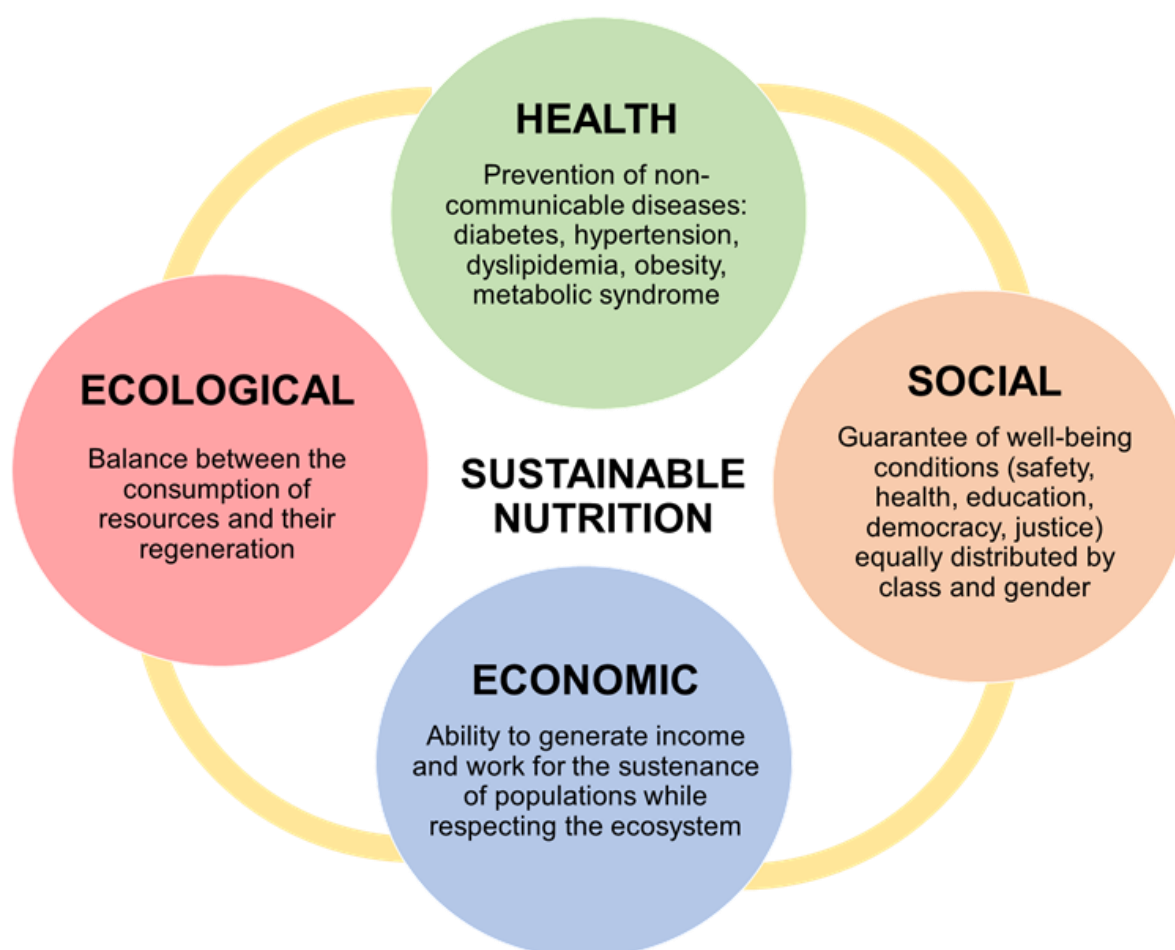 HEALTH
Prevention of non-
communicable diseases:
diabetes, hypertension,
dyslipidemia, obesity,
metabolic syndrome
ECOLOGICAL
Balance between the
consumption of
resources and their
regeneration
SUSTAINABLE
NUTRITION
SOCIAL
Guarantee of well-being
conditions (safety,
health, education,
democracy, justice)
equally distributed by
class and gender
ECONOMIC
Ability to generate income
and work for the sustenance
of populations while
respecting the ecosystem